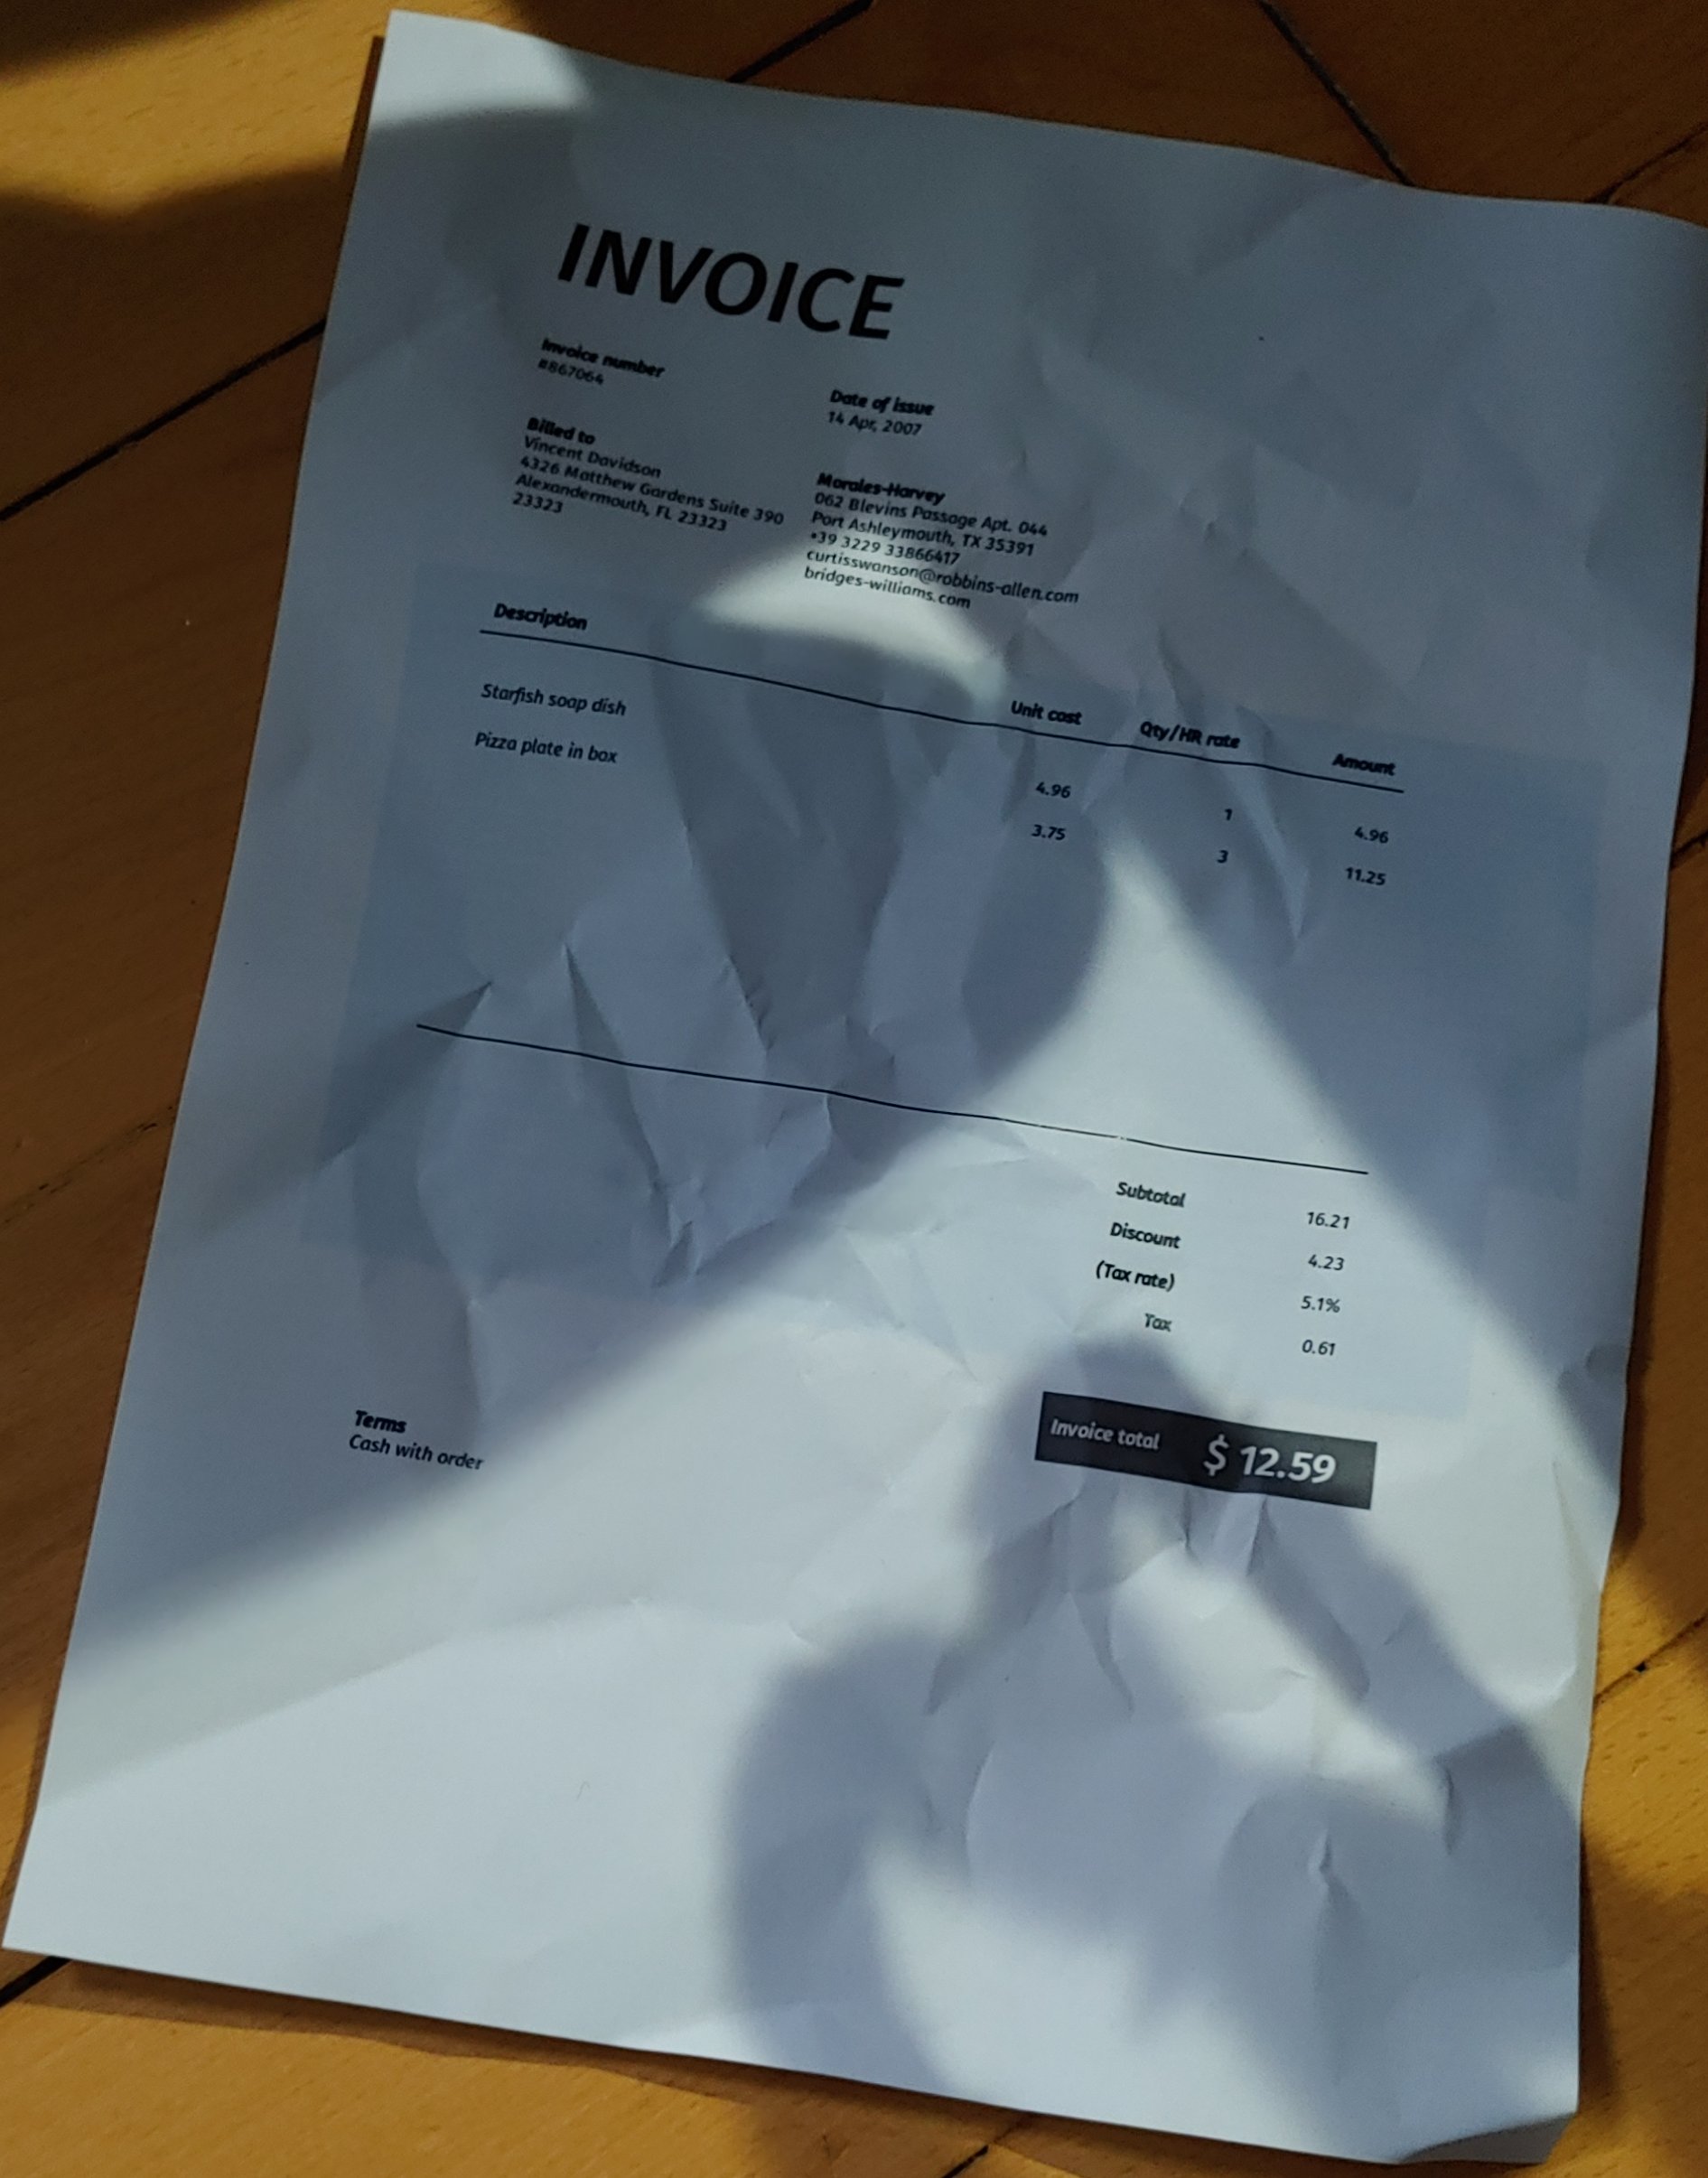 INVOICE
Invoice number
#867064
Date of issue
14 Apr, 2007
Billed to
Vincent Davidson
4326 Matthew Gardens Suite 390
Alexandermouth, FL 23323
23323
Morales-Harvey
062 Blevins Passage Apt. 044
Port Ashleymouth, TX 35391
+39 3229 33866417
curtisswanson@robbins-allen.com
bridges-williams.com
Description Unit cost Qty/HR rate Amount
Starfish soap dish 4.96 1 4.96
Pizza plate in box 3.75 3 11.25
Subtotal 16.21
Discount 4.23
(Tax rate) 5.1%
Tax 0.61
Invoice total $ 12.59
Terms
Cash with order